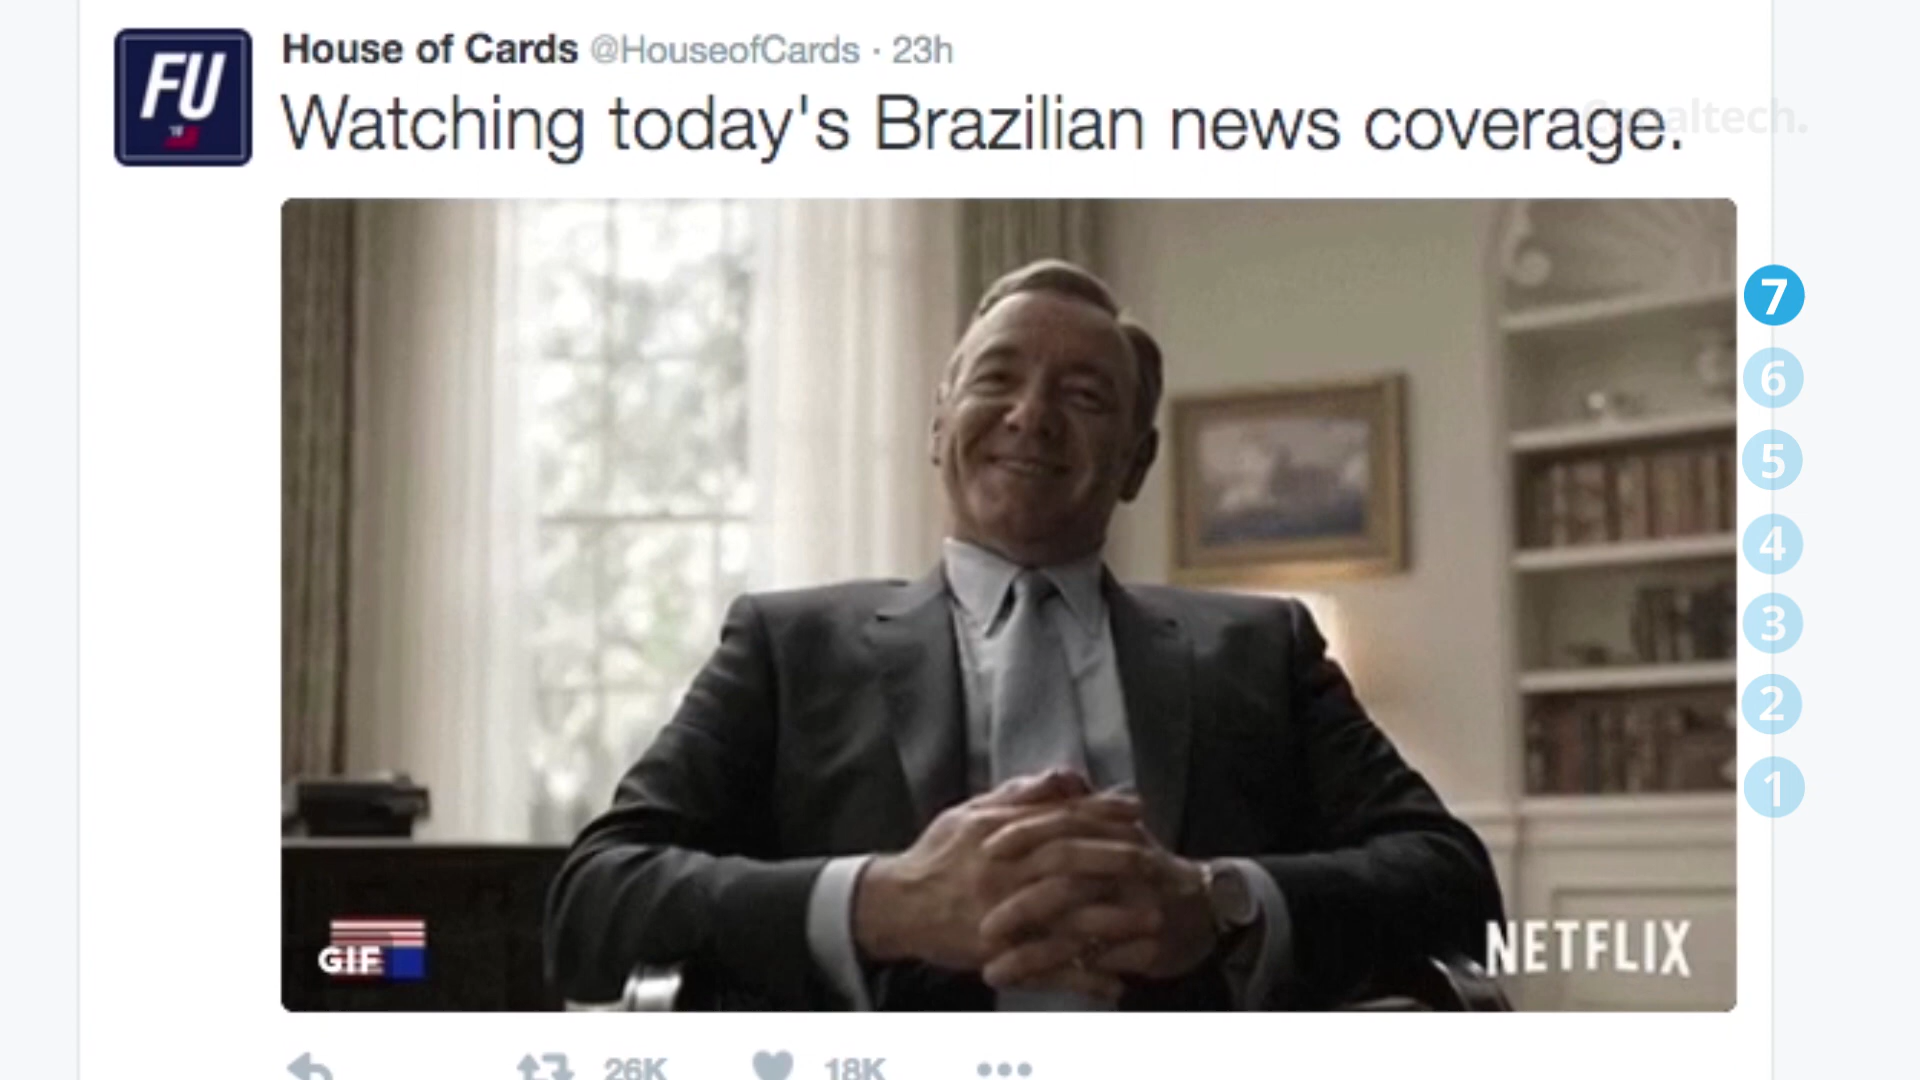 FU
House of Cards @HouseofCards · 23h
Watching today's Brazilian news coverage.
Canaltech.
7
6
5
4
3
2
1
GIF
NETFLIX
26K
18K